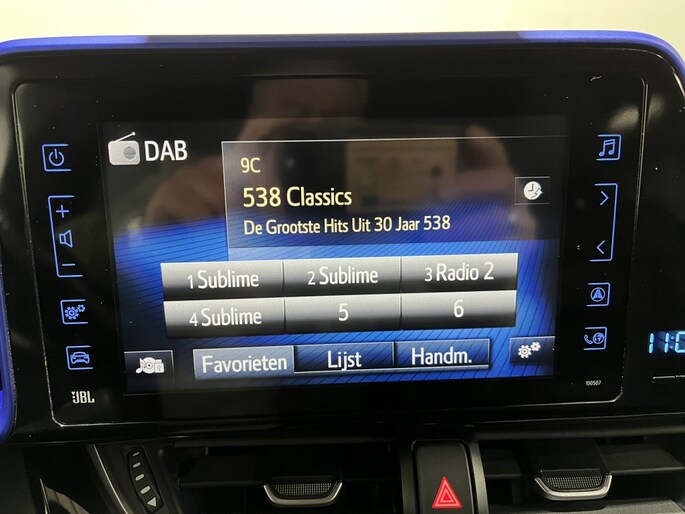 DAB
9C
538 Classics
De Grootste Hits Uit 30 Jaar 538
1 Sublime
2 Sublime
3 Radio 2
4 Sublime
5
6
Favorieten
Lijst
Handm.
JBL
100507